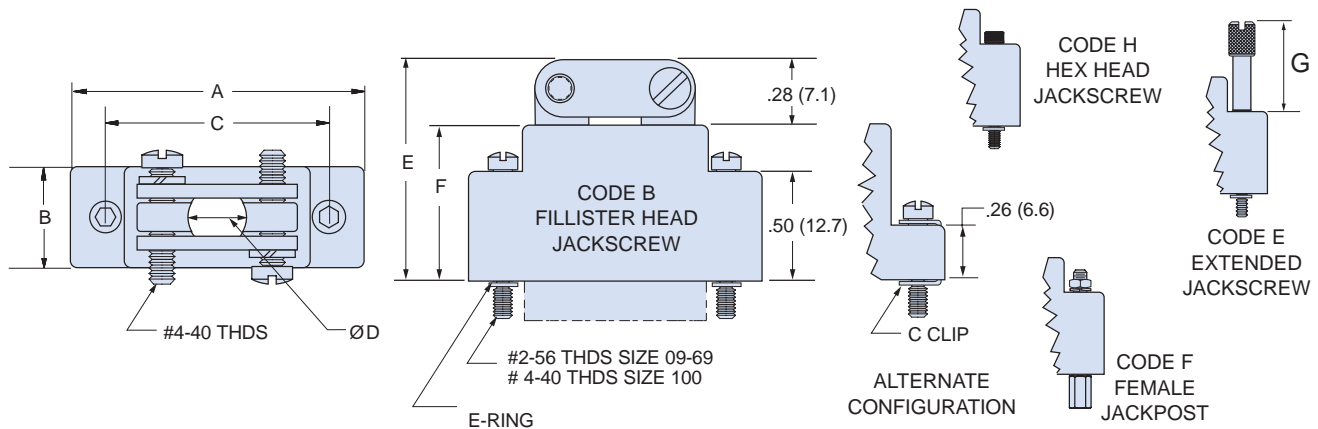 A
C
B
#4-40 THDS
ØD
E
F
.28 (7.1)
CODE B
FILLISTER HEAD
JACKSCREW
.50 (12.7)
#2-56 THDS SIZE 09-69
# 4-40 THDS SIZE 100
E-RING
.26 (6.6)
C CLIP
ALTERNATE
CONFIGURATION
CODE H
HEX HEAD
JACKSCREW
G
CODE E
EXTENDED
JACKSCREW
CODE F
FEMALE
JACKPOST